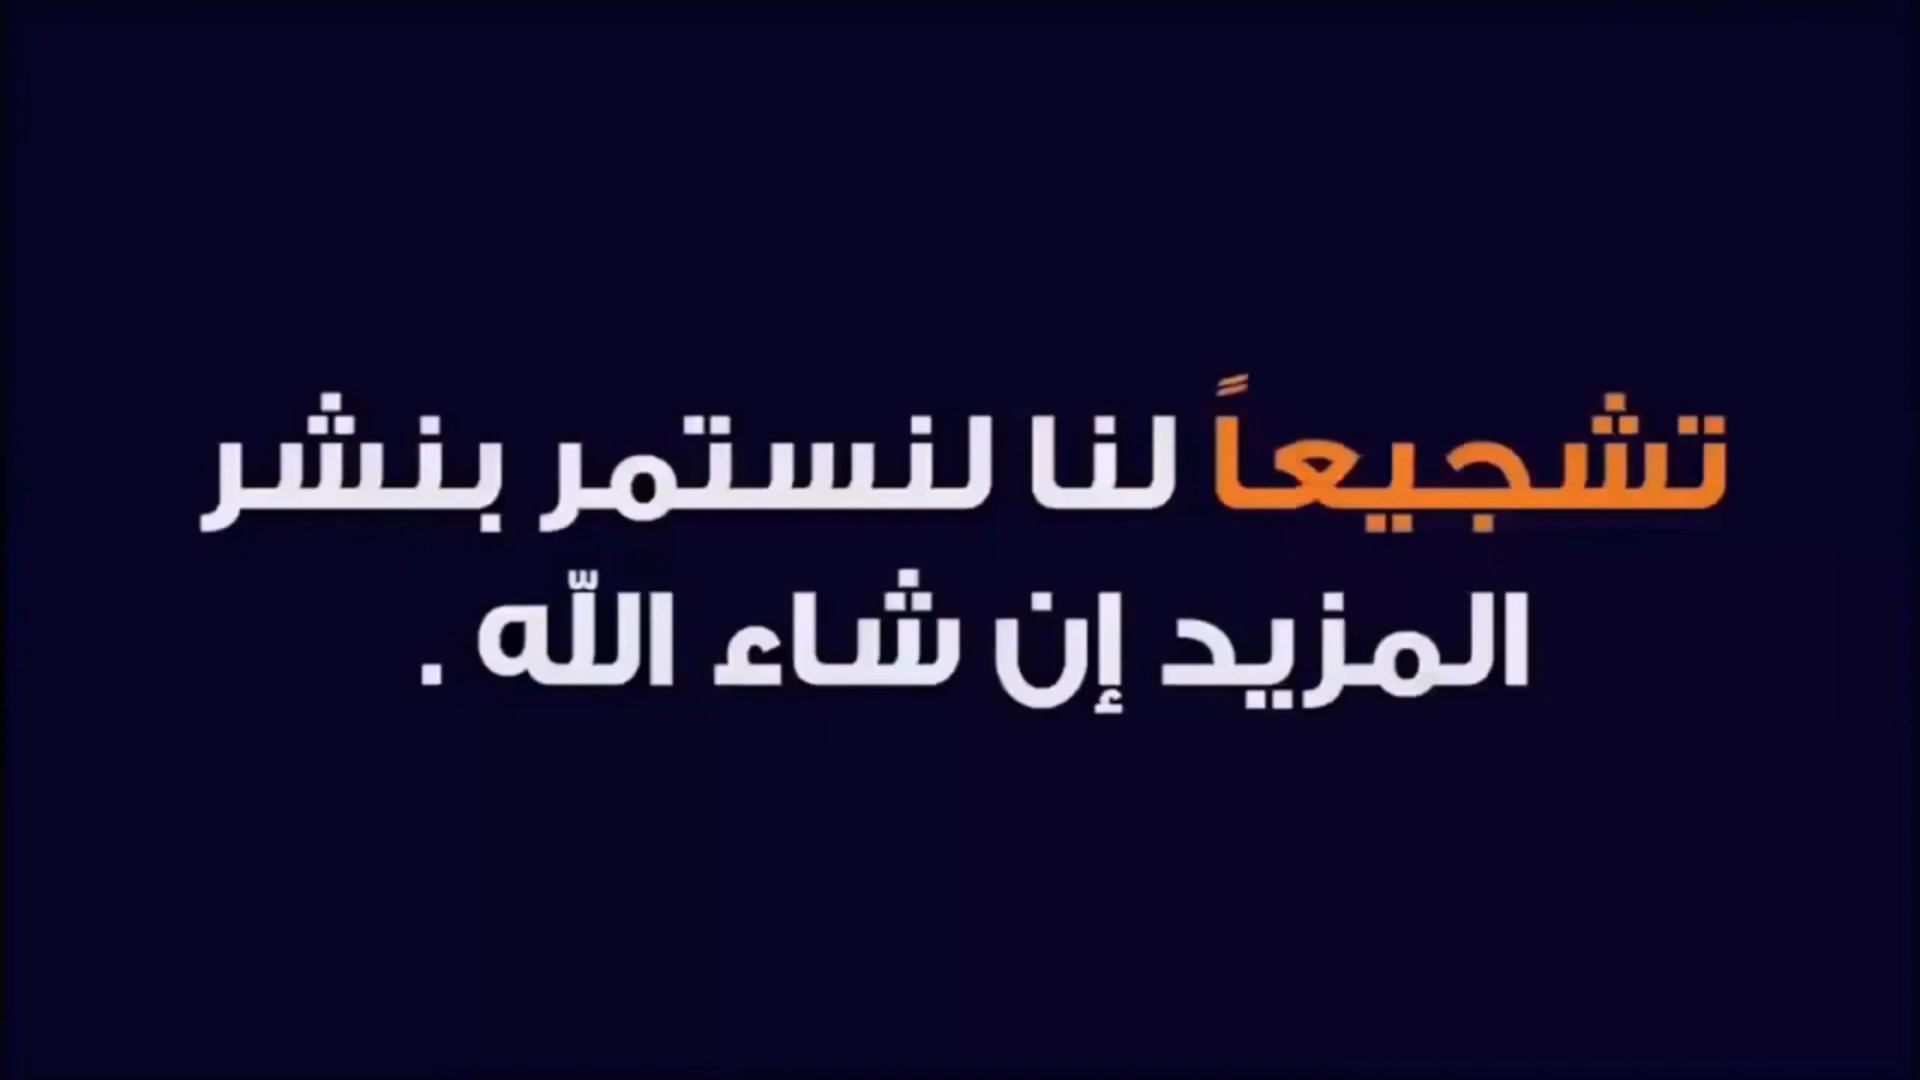 تشجيعاً لنا لنستمر بنشر
المزيد إن شاء اللّه .